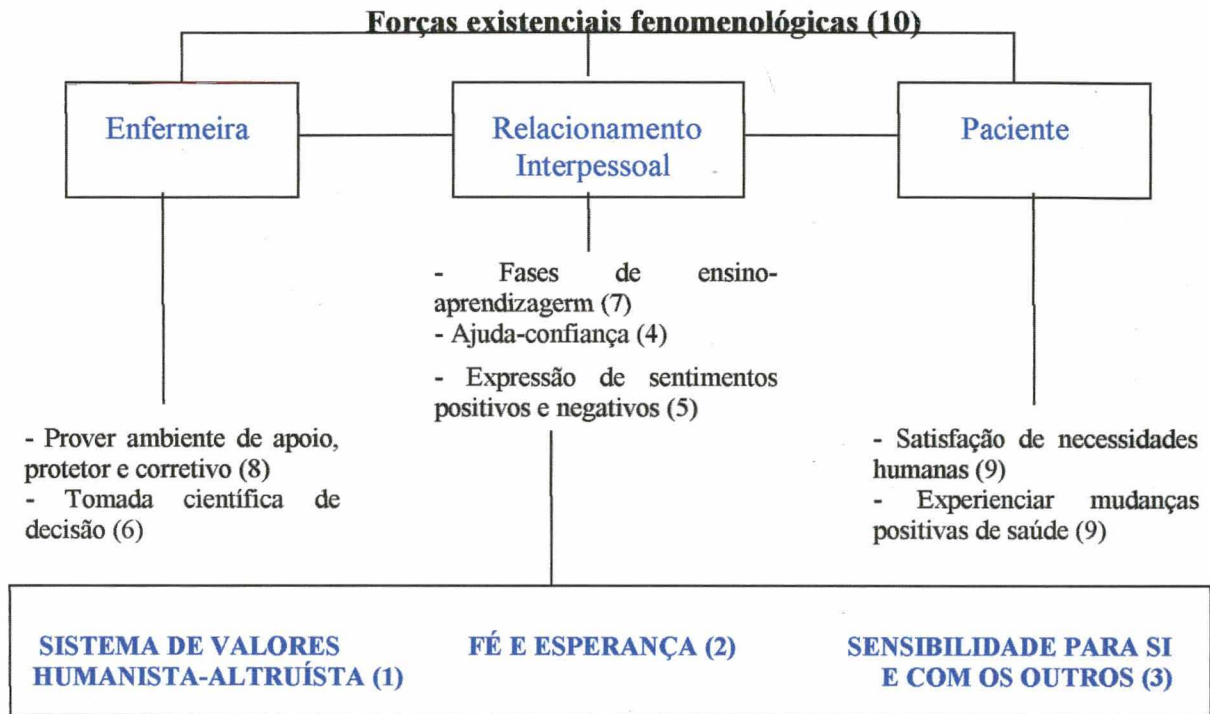 Forças existenciais fenomenológicas (10)
Enfermeira
Relacionamento
Interpessoal
Paciente
- Fases de ensino-
aprendizagerm (7)
- Ajuda-confiança (4)
- Expressão de sentimentos
positivos e negativos (5)
- Prover ambiente de apoio,
protetor e corretivo (8)
- Tomada científica de
decisão (6)
- Satisfação de necessidades
humanas (9)
- Experienciar mudanças
positivas de saúde (9)
SISTEMA DE VALORES
HUMANISTA-ALTRUÍSTA (1)
FÉ E ESPERANÇA (2)
SENSIBILIDADE PARA SI
E COM OS OUTROS (3)